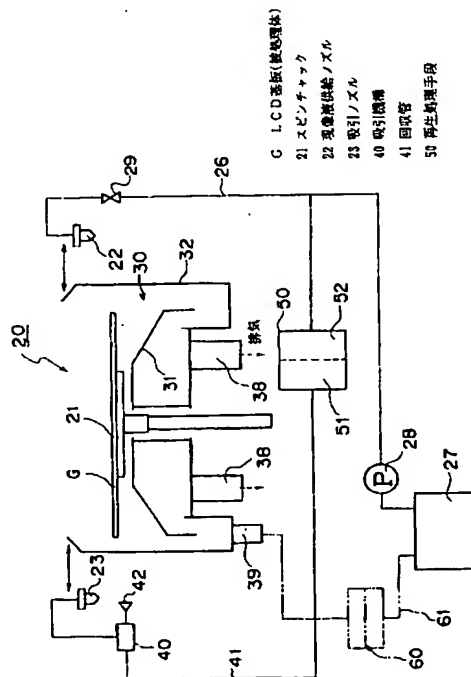 20
G
21
23
42
40
41
39
38
31
30
32
22
29
26
排気
38
50
51
52
60
61
28
P
27
G LCD基板(被処理体)
21 スピンチャック
22 現像液供給ノズル
23 吸引ノズル
40 吸引機構
41 回収管
50 再生処理手段